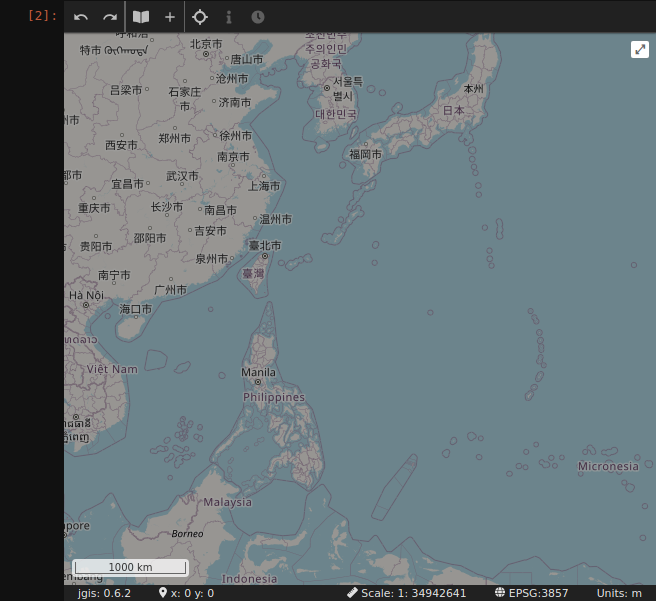 [2]:
조선민주
주의인민
공화국
특시
北京市
唐山市
沧州市
서울특
별시
本州
吕梁市
石家庄
市
济南市
대한민국
日本
州市
西安市
郑州市
徐州市
南京市
福岡市
都市
宜昌市
武汉市
上海市
重庆市
长沙市
南昌市
温州市
贵阳市
邵阳市
吉安市
臺北市
泉州市
臺灣
南宁市
广州市
Hà Nội
海口市
Việt Nam
Manila
Philippines
Micronesia
Malaysia
Borneo
pore
1000 km
Indonesia
jgis: 0.6.2
x: 0 y: 0
Scale: 1: 34942641
EPSG:3857
Units: m